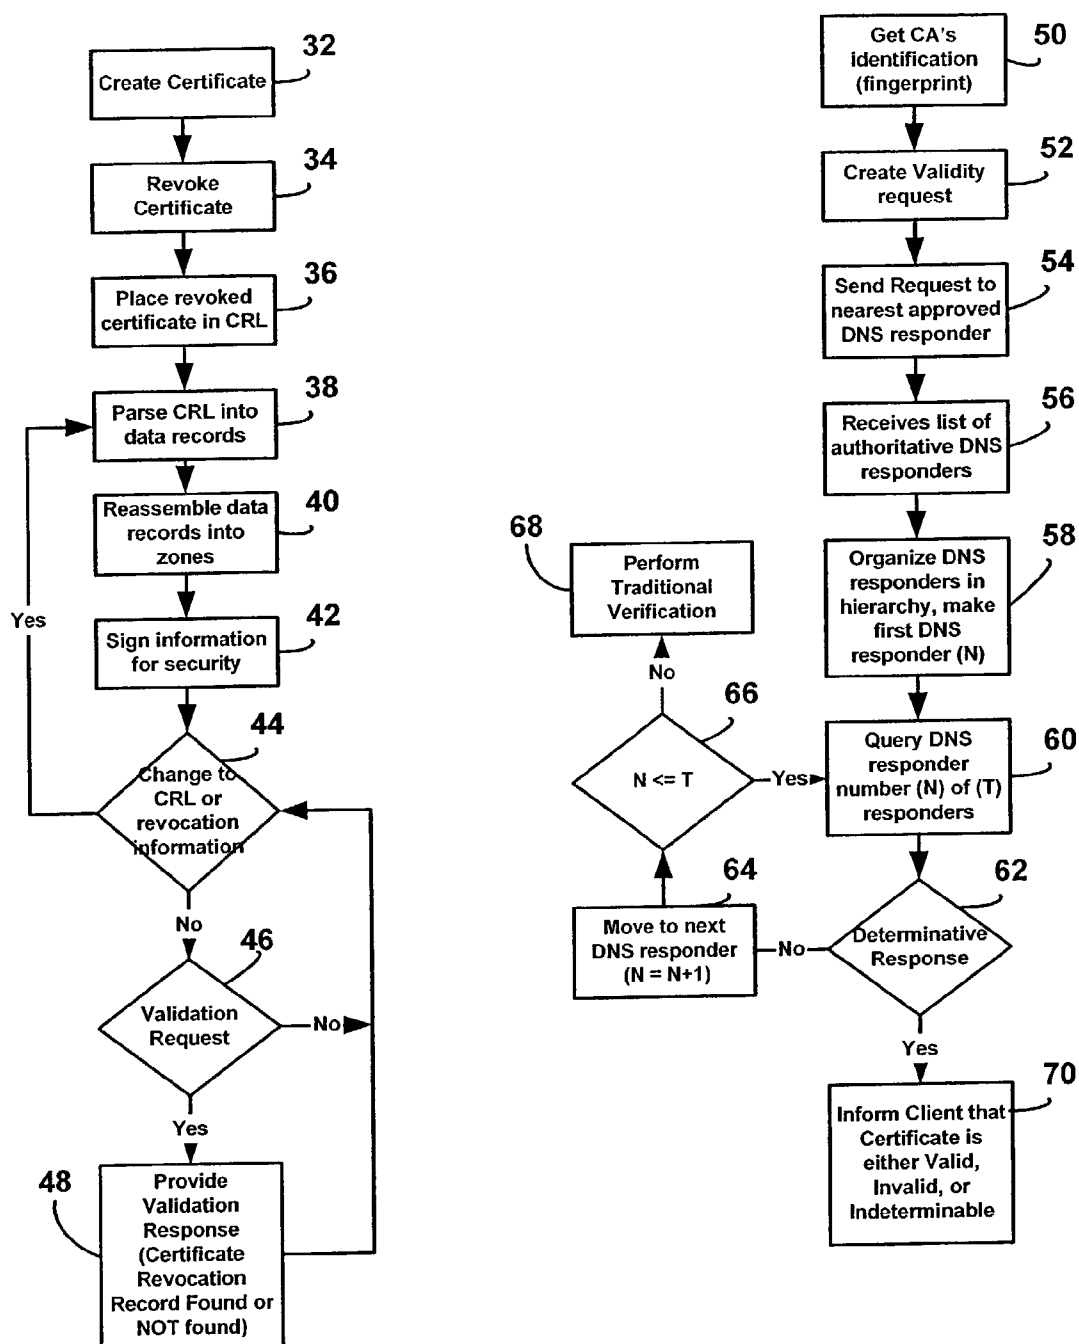 32
Create Certificate
34
Revoke
Certificate
36
Place revoked
certificate in CRL
38
Parse CRL into
data records
40
Reassemble data
records into
zones
42
Sign information
for security
44
Change to
CRL or
revocation
information
Yes
No
46
Validation
Request
No
Yes
48
Provide
Validation
Response
(Certificate
Revocation
Record Found or
NOT found)
50
Get CA's
identification
(fingerprint)
52
Create Validity
request
54
Send Request to
nearest approved
DNS responder
56
Receives list of
authoritative DNS
responders
58
Organize DNS
responders in
hierarchy, make
first DNS
responder (N)
60
Query DNS
responder
number (N) of (T)
responders
62
Determinative
Response
No
64
Move to next
DNS responder
(N = N+1)
66
N <= T
Yes
No
68
Perform
Traditional
Verification
Yes
70
Inform Client that
Certificate is
either Valid,
Invalid, or
Indeterminable